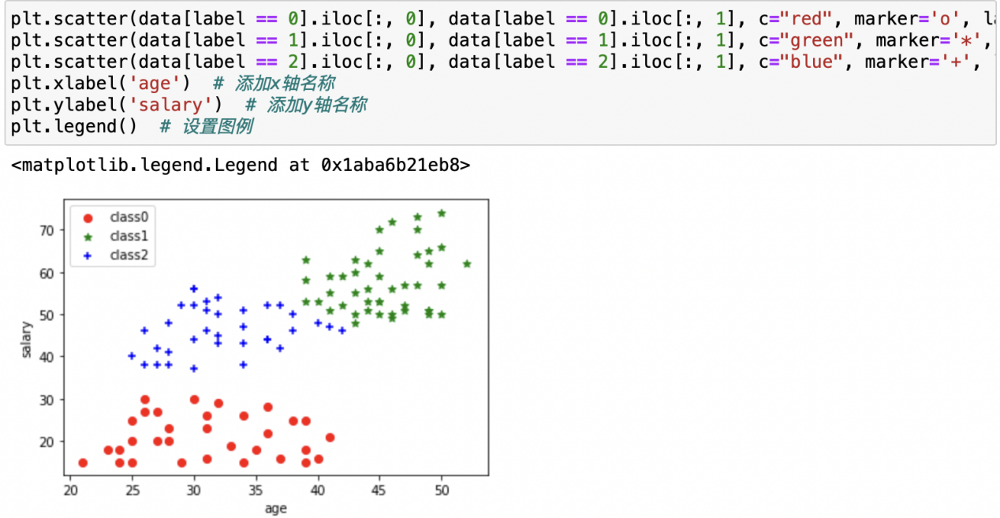 plt.scatter(data[label == 0].iloc[:, 0], data[label == 0].iloc[:, 1], c="red", marker='o',
plt.scatter(data[label == 1].iloc[:, 0], data[label == 1].iloc[:, 1], c="green", marker='*',
plt.scatter(data[label == 2].iloc[:, 0], data[label == 2].iloc[:, 1], c="blue", marker='+',
plt.xlabel('age')  # 添加x轴名称
plt.ylabel('salary')  # 添加y轴名称
plt.legend()  # 设置图例
<matplotlib.legend.Legend at 0x1aba6b21eb8>
class0
class1
class2
70
60
50
40
30
20
salary
20 25 30 35 40 45 50
age